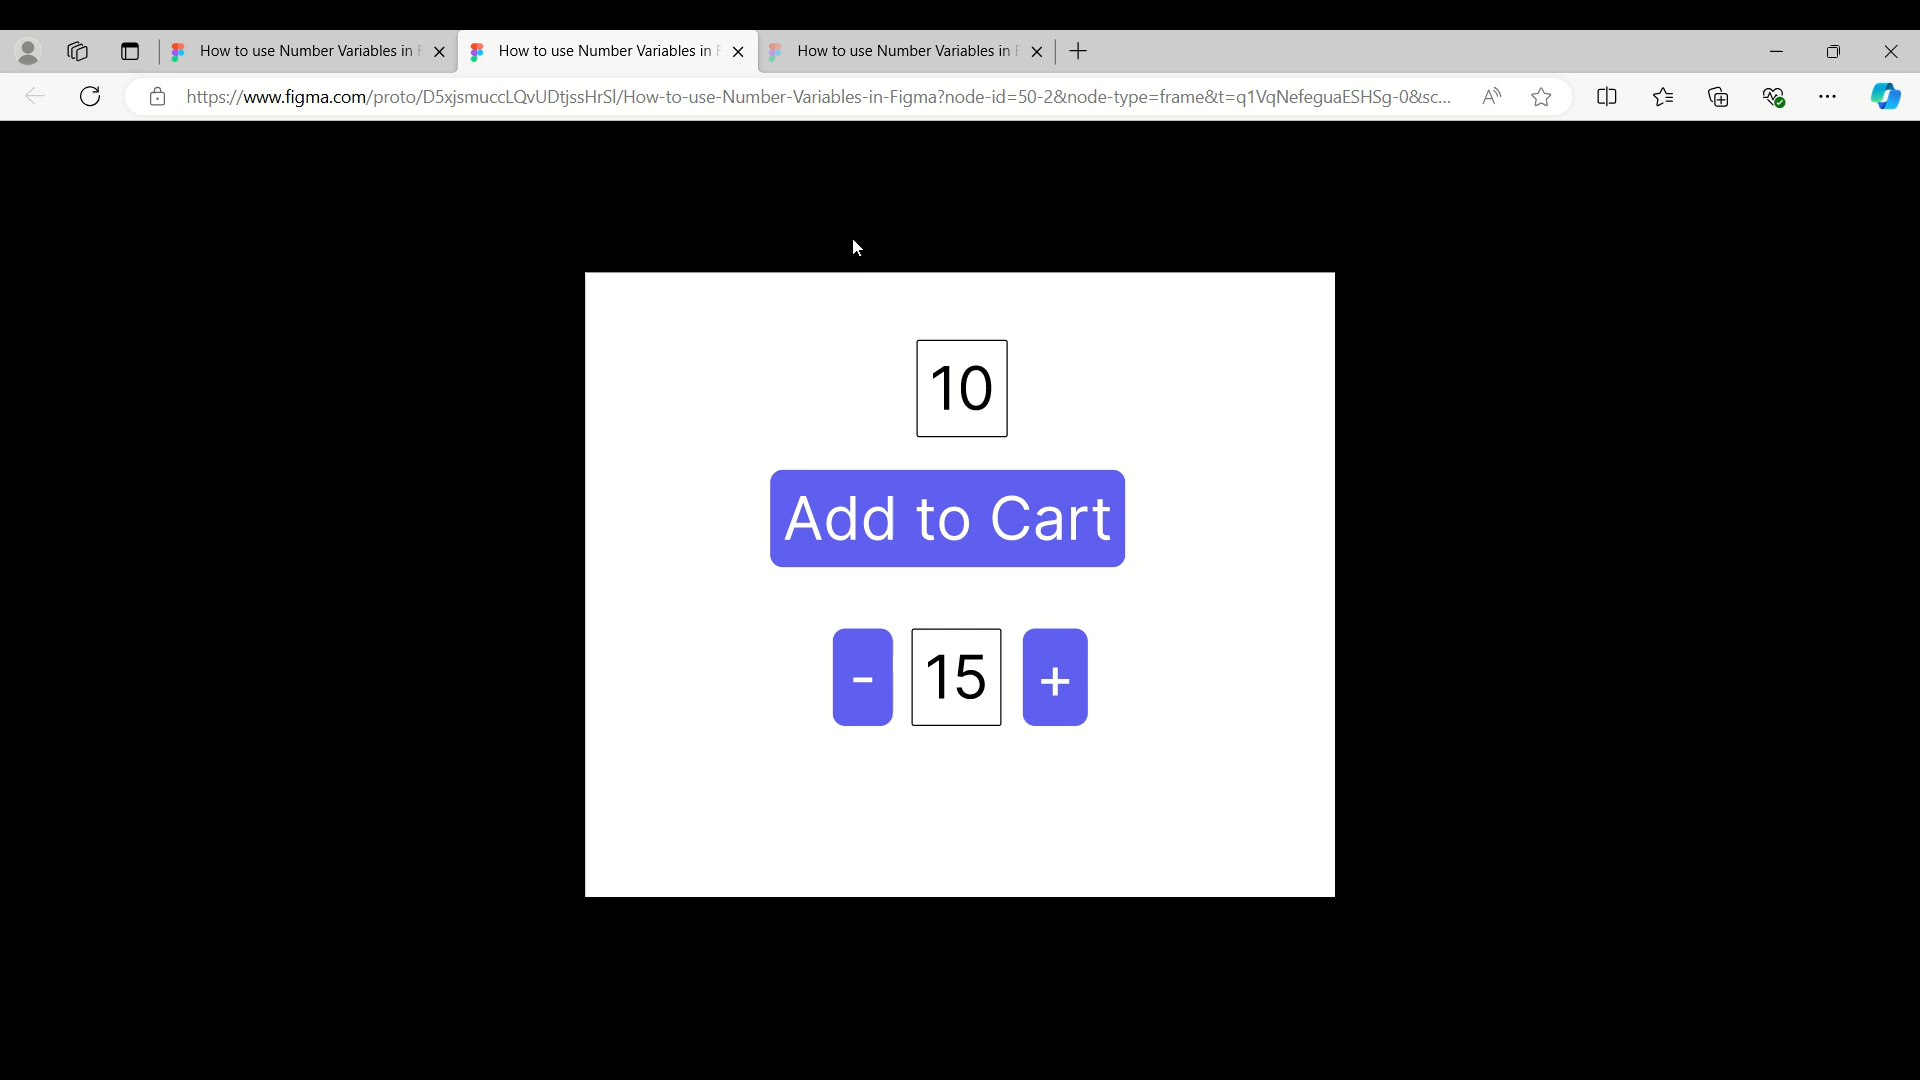 How to use Number Variables in F
How to use Number Variables in F
How to use Number Variables in F
https://www.figma.com/proto/D5xjsmuccLQvUDtjssHrSl/How-to-use-Number-Variables-in-Figma?node-id=50-2&node-type=frame&t=q1VqNefeguaESHSg-0&sc...
10
Add to Cart
- 15 +